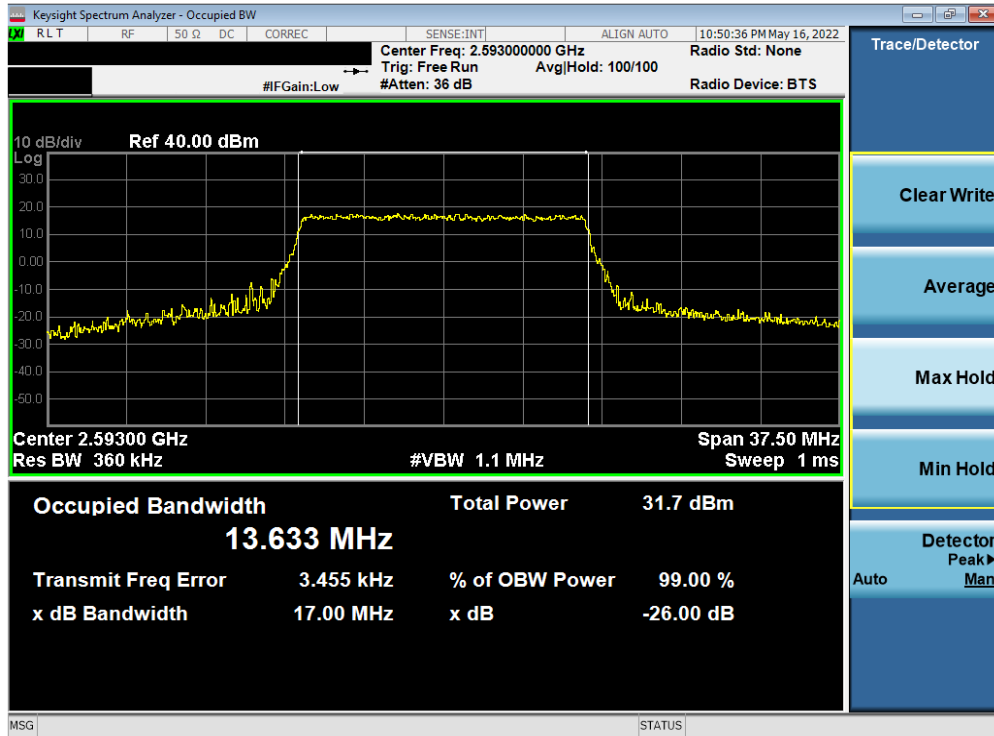 Keysight Spectrum Analyzer - Occupied BW
LXI RLT RF 50 Ω DC CORREC SENSE:INT ALIGN AUTO 10:50:36 PM May 16, 2022
Center Freq: 2.593000000 GHz Radio Std: None
Trig: Free Run Avg|Hold: 100/100
#IFGain:Low #Atten: 36 dB Radio Device: BTS
10 dB/div Ref 40.00 dBm
Log
30.0
20.0
10.0
0.00
-10.0
-20.0
-30.0
-40.0
-50.0
Center 2.59300 GHz Span 37.50 MHz
Res BW 360 kHz #VBW 1.1 MHz Sweep 1 ms
Occupied Bandwidth Total Power 31.7 dBm
13.633 MHz
Transmit Freq Error 3.455 kHz % of OBW Power 99.00 %
x dB Bandwidth 17.00 MHz x dB -26.00 dB
MSG STATUS
Trace/Detector
Clear Write
Average
Max Hold
Min Hold
Detector
Peak▶
Auto Man